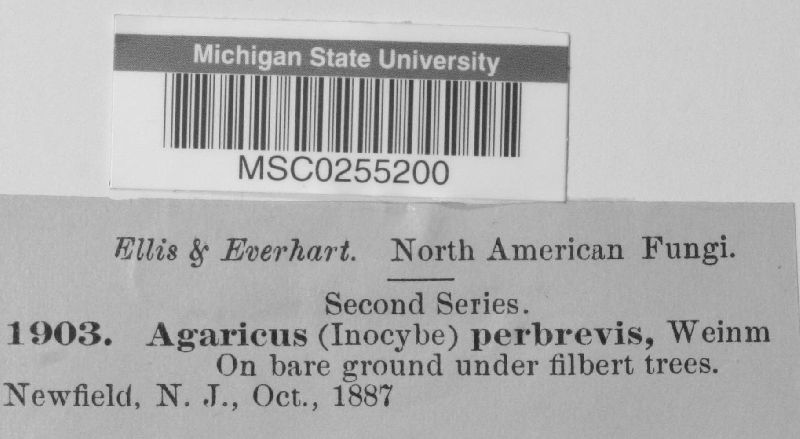 Michigan State University
MSC0255200
Ellis & Everhart. North American Fungi.
Second Series.
1903. Agaricus (Inocybe) perbrevis, Weinm
On bare ground under filbert trees.
Newfield, N. J., Oct., 1887